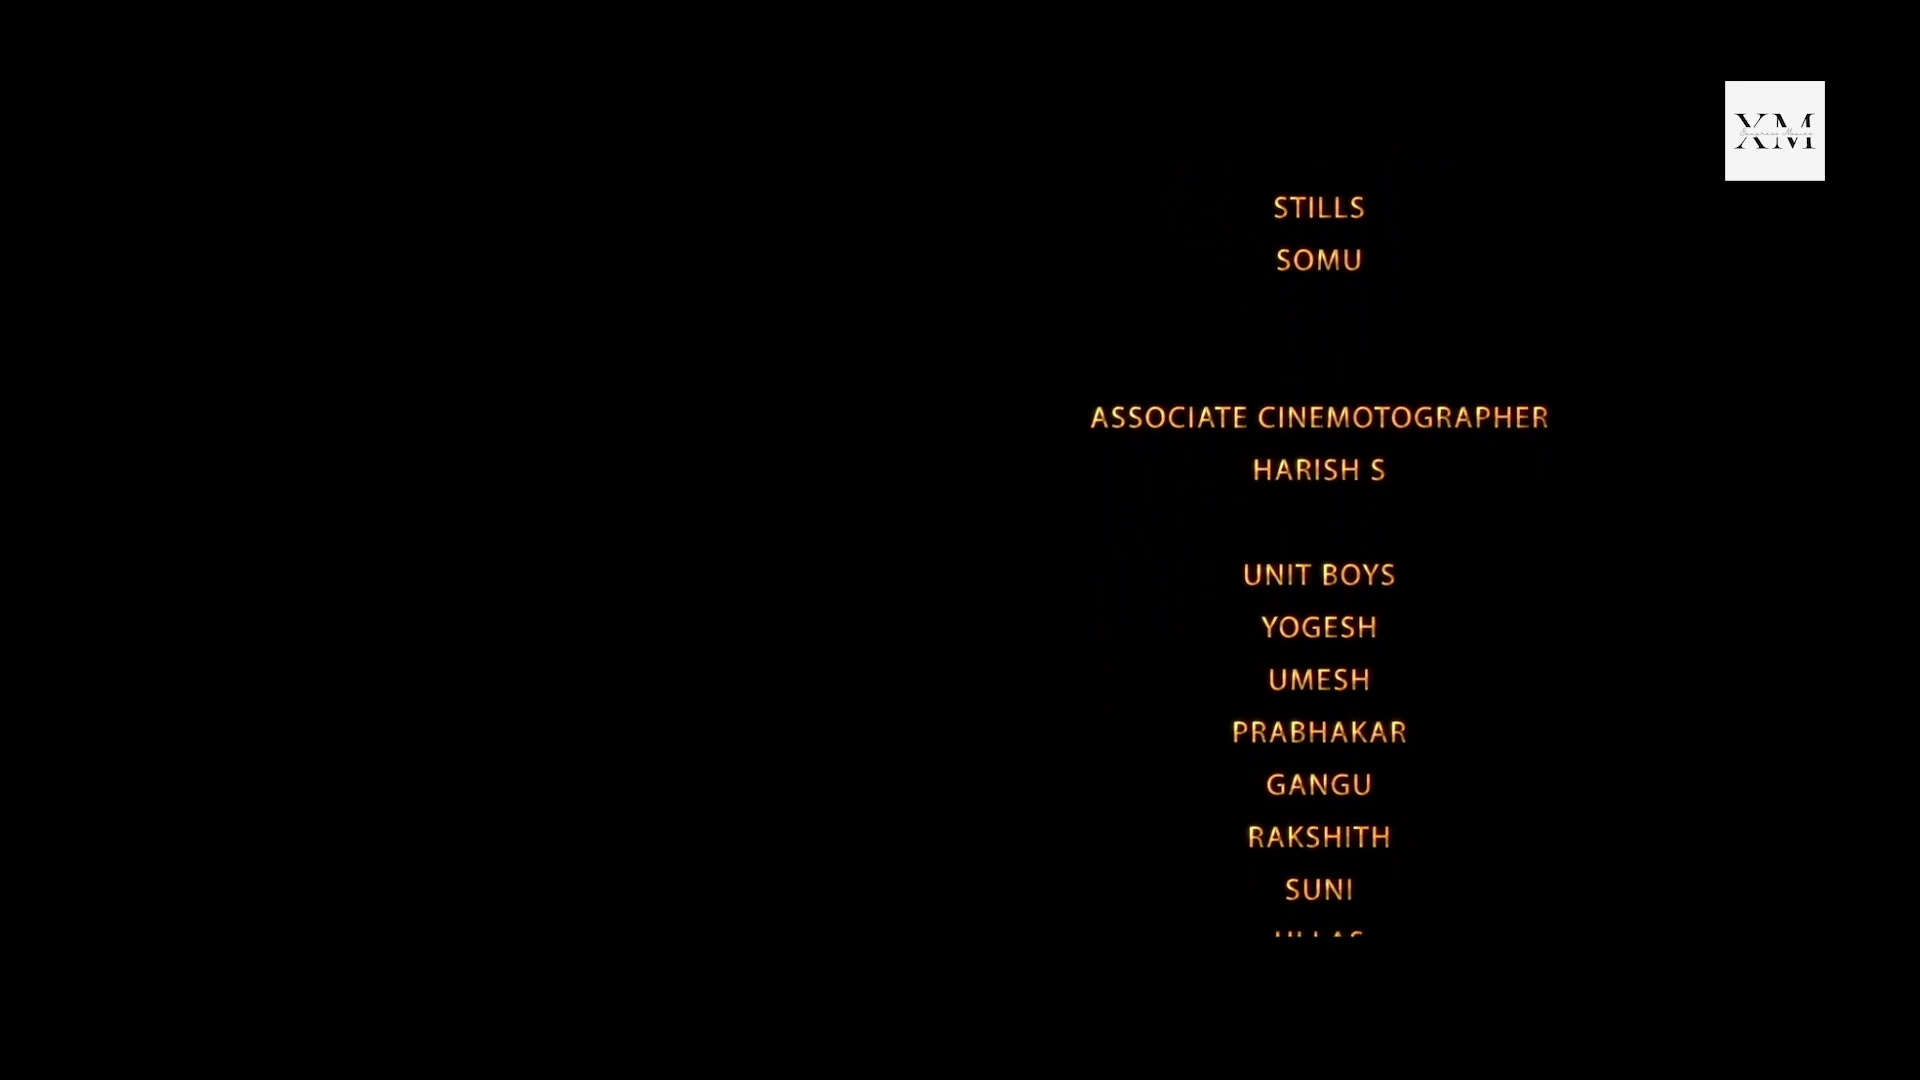 XM
STILLS
SOMU
ASSOCIATE CINEMOTOGRAPHER
HARISH S
UNIT BOYS
YOGESH
UMESH
PRABHAKAR
GANGU
RAKSHITH
SUNI